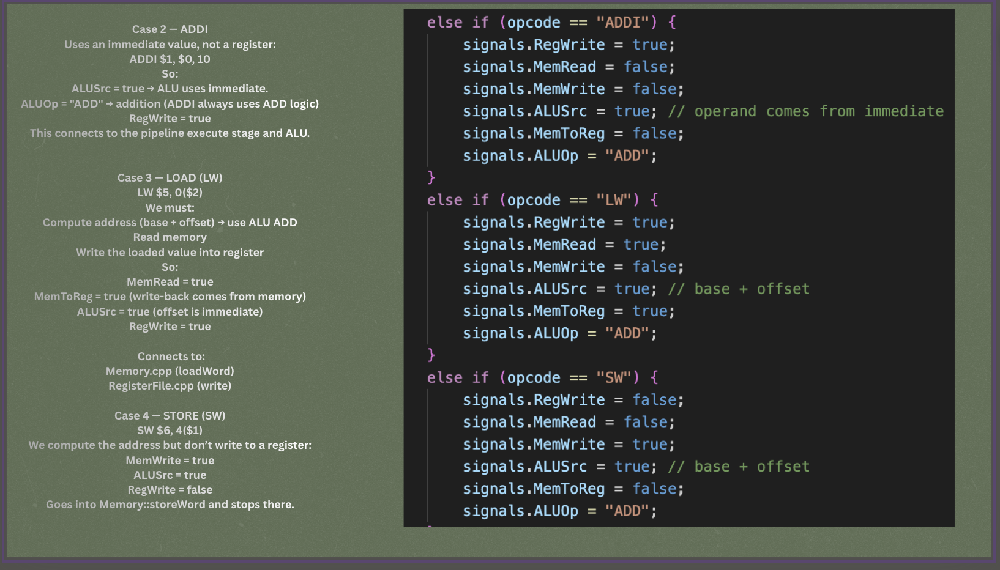 Case 2 — ADDI
Uses an immediate value, not a register:
ADDI $1, $0, 10
So:
ALUSrc = true → ALU uses immediate.
ALUOp = "ADD" → addition (ADDI always uses ADD logic)
RegWrite = true
This connects to the pipeline execute stage and ALU.
Case 3 — LOAD (LW)
LW $5, 0($2)
We must:
Compute address (base + offset) → use ALU ADD
Read memory
Write the loaded value into register
So:
MemRead = true
MemToReg = true (write-back comes from memory)
ALUSrc = true (offset is immediate)
RegWrite = true
Connects to:
Memory.cpp (loadWord)
RegisterFile.cpp (write)
Case 4 — STORE (SW)
SW $6, 4($1)
We compute the address but don’t write to a register:
MemWrite = true
ALUSrc = true
RegWrite = false
Goes into Memory::storeWord and stops there.
else if (opcode == "ADDI") {
signals.RegWrite = true;
signals.MemRead = false;
signals.MemWrite = false;
signals.ALUSrc = true; // operand comes from immediate
signals.MemToReg = false;
signals.ALUOp = "ADD";
}
else if (opcode == "LW") {
signals.RegWrite = true;
signals.MemRead = true;
signals.MemWrite = false;
signals.ALUSrc = true; // base + offset
signals.MemToReg = true;
signals.ALUOp = "ADD";
}
else if (opcode == "SW") {
signals.RegWrite = false;
signals.MemRead = false;
signals.MemWrite = true;
signals.ALUSrc = true; // base + offset
signals.MemToReg = false;
signals.ALUOp = "ADD";